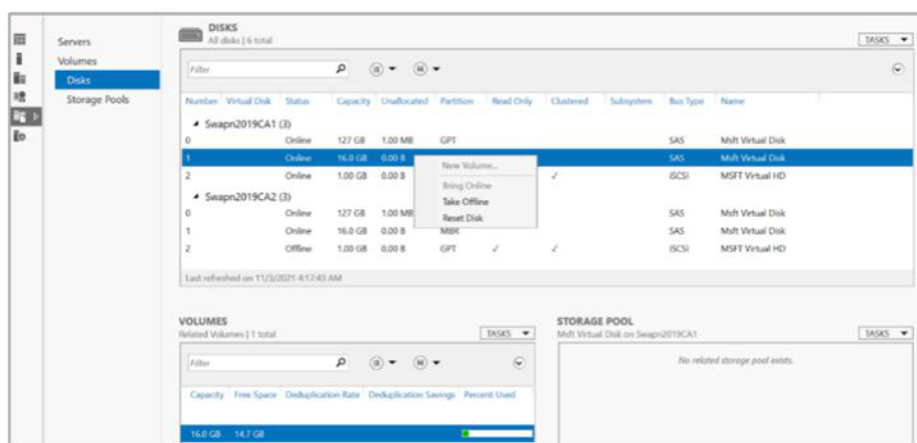 Servers
Volumes
Disks
Storage Pools
DISKS
All disks | 6 total
TASKS
Filter
Number Virtual Disk Status Capacity Unallocated Partition Read Only Clustered Subsystem Bus Type Name
Swapn2019CA1 (3)
0 Online 127 GB 1.00 MB GPT SAS Msft Virtual Disk
1 Online 16.0 GB 0.00 B SAS Msft Virtual Disk
2 Online 1.00 GB 0.00 B ✓ iSCSI MSFT Virtual HD
New Volume...
Bring Online
Take Offline
Reset Disk
Swapn2019CA2 (3)
0 Online 127 GB 1.00 MB SAS Msft Virtual Disk
1 Online 16.0 GB 0.00 B MBR SAS Msft Virtual Disk
2 Offline 1.00 GB 0.00 B GPT ✓ ✓ iSCSI MSFT Virtual HD
Last refreshed on 11/3/2021 4:17:43 AM
VOLUMES
Related Volumes | 1 total
TASKS
Filter
Capacity Free Space Deduplication Rate Deduplication Savings Percent Used
16.0 GB 14.7 GB
STORAGE POOL
Msft Virtual Disk on Swapn2019CA1
TASKS
No related storage pool exists.